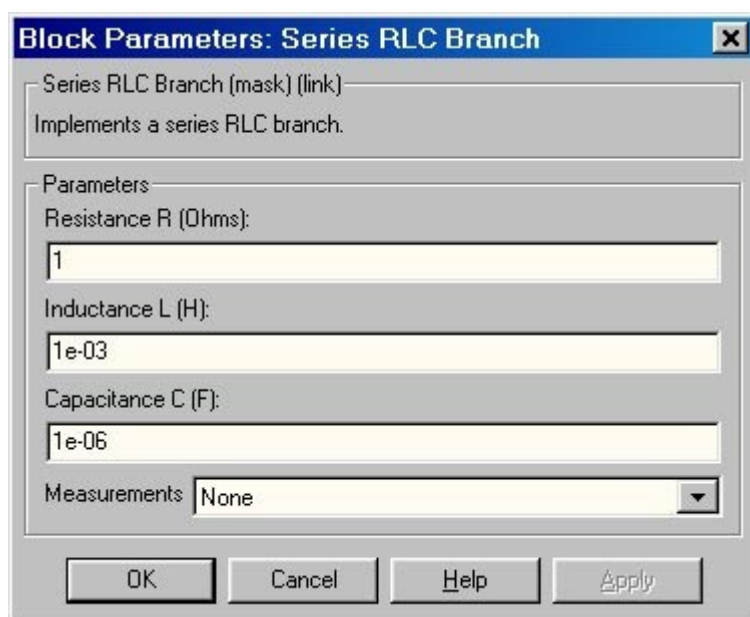 Block Parameters: Series RLC Branch
Series RLC Branch (mask) (link)
Implements a series RLC branch.
Parameters
Resistance R (Ohms):
1
Inductance L (H):
1e-03
Capacitance C (F):
1e-06
Measurements None
OK Cancel Help Apply